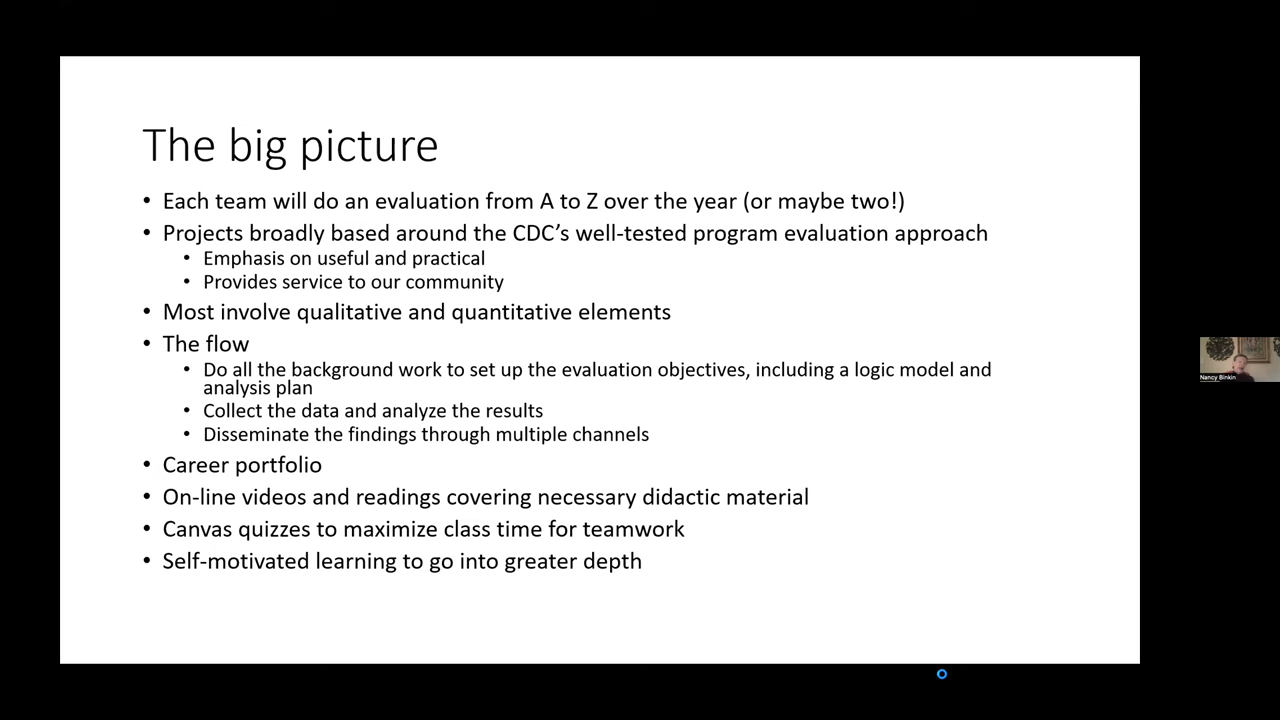 The big picture
• Each team will do an evaluation from A to Z over the year (or maybe two!)
• Projects broadly based around the CDC’s well-tested program evaluation approach
• Emphasis on useful and practical
• Provides service to our community
• Most involve qualitative and quantitative elements
• The flow
• Do all the background work to set up the evaluation objectives, including a logic model and
analysis plan
• Collect the data and analyze the results
• Disseminate the findings through multiple channels
• Career portfolio
• On-line videos and readings covering necessary didactic material
• Canvas quizzes to maximize class time for teamwork
• Self-motivated learning to go into greater depth
Nancy Binkin